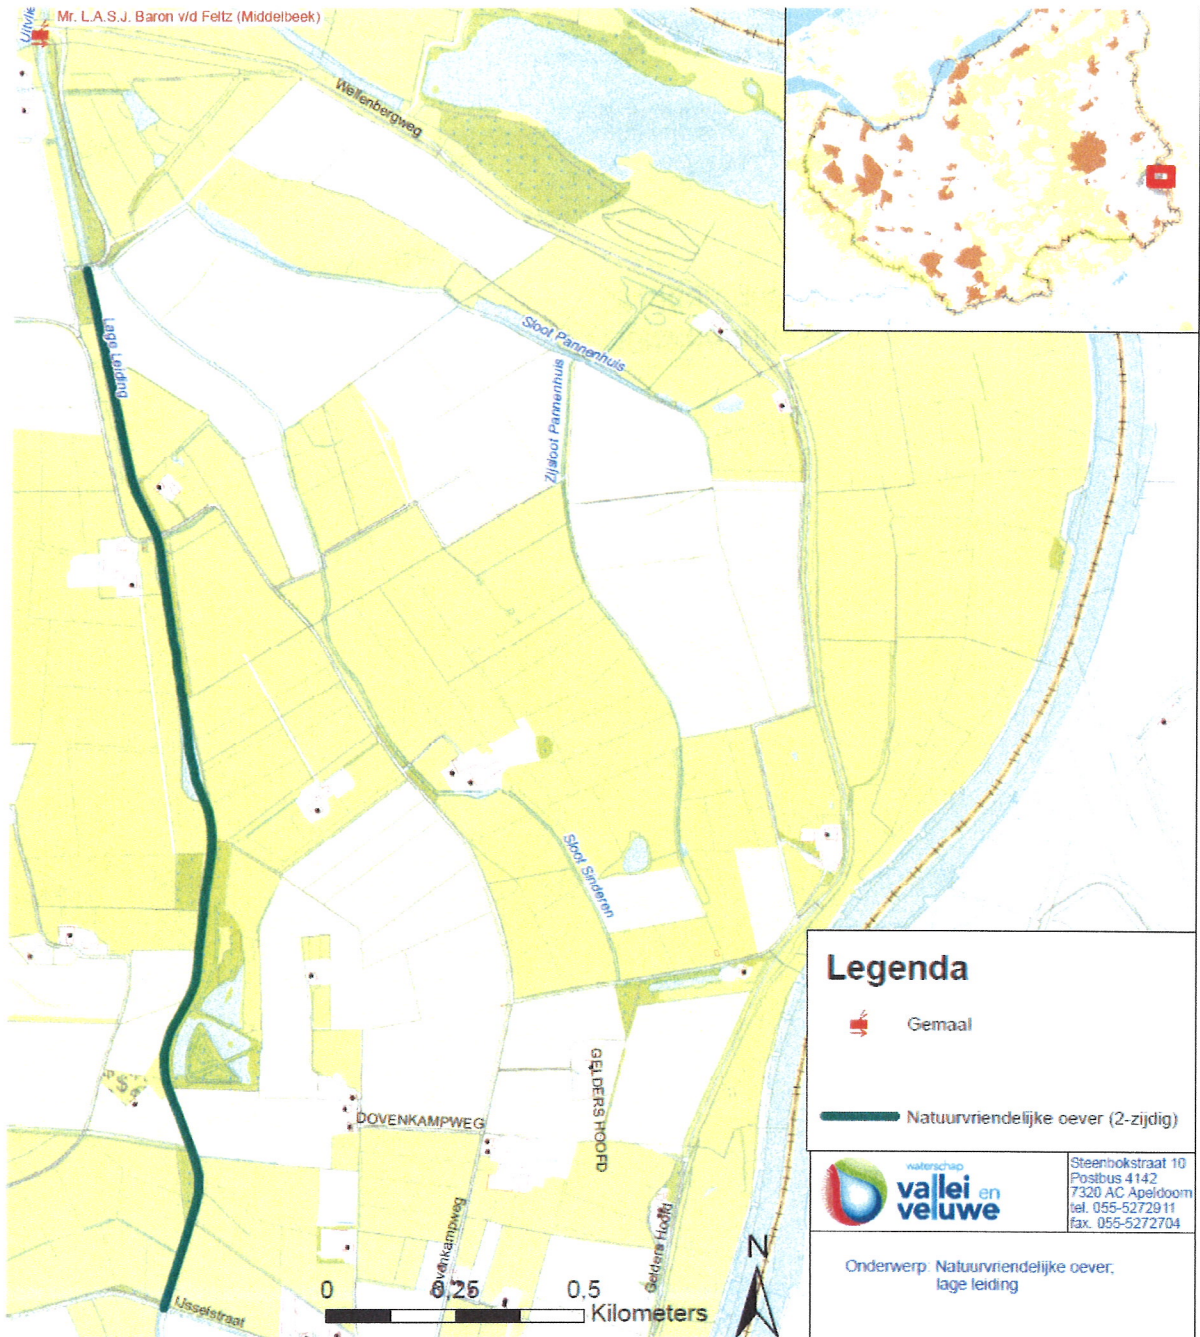 Mr. L.A.S.J. Baron v/d Feltz (Middelbeek)
Wellenbergweg
Lage Leiding
Sloot Pannenhuis
Zijsloot Pannenhuis
Sloot Sinderen
GELDERS HOOFD
DOVENKAMPWEG
Dovenkampweg
Gelders Hoofd
IJsselstraat
0 0,25 0.5
Kilometers
N
Legenda
Gemaal
Natuurvriendelijke oever (2-zijdig)
waterschap
vallei en
veluwe
Steenbokstraat 10
Postbus 4142
7320 AC Apeldoorn
tel. 055-5272911
fax. 055-5272704
Onderwerp: Natuurvriendelijke oever;
lage leiding